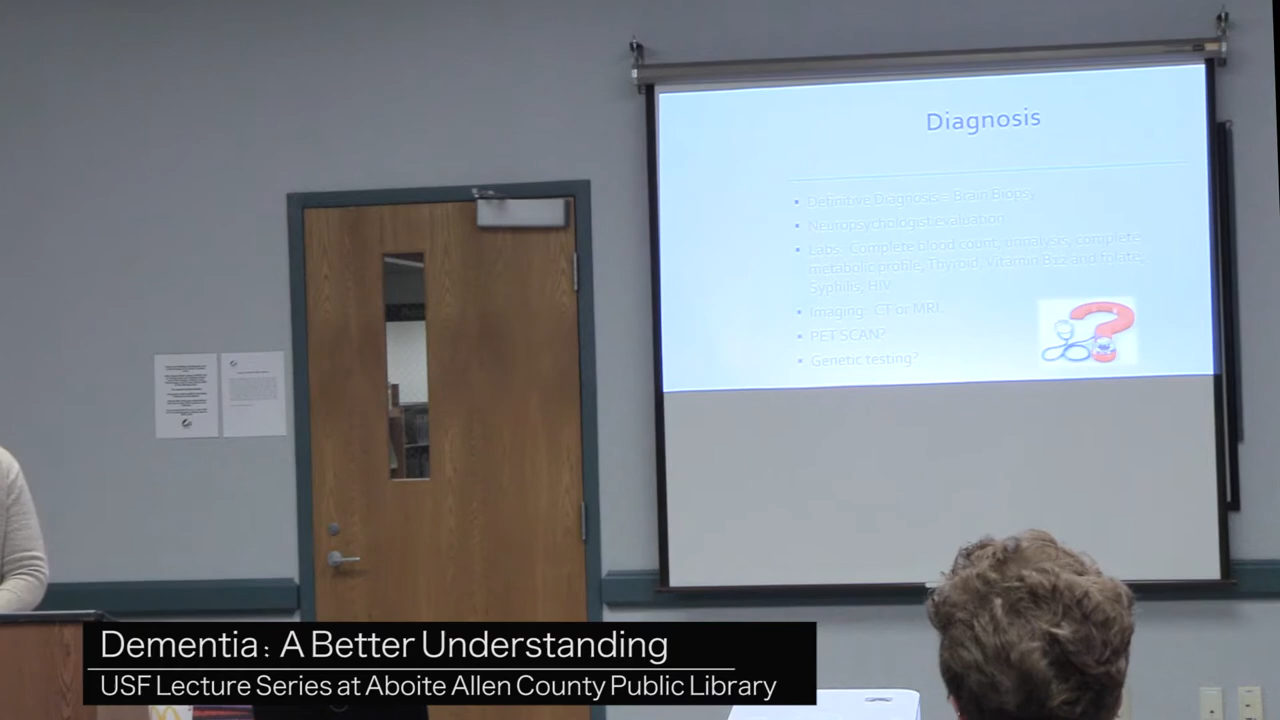 Diagnosis
▪ Definitive Diagnosis = Brain Biopsy
▪ Neuropsychologist evaluation
▪ Labs: Complete blood count, urinalysis, complete
metabolic profile, Thyroid, Vitamin B12 and folate,
Syphilis, HIV
▪ Imaging: CT or MRI
▪ PET SCAN?
▪ Genetic testing?
Dementia: A Better Understanding
USF Lecture Series at Aboite Allen County Public Library